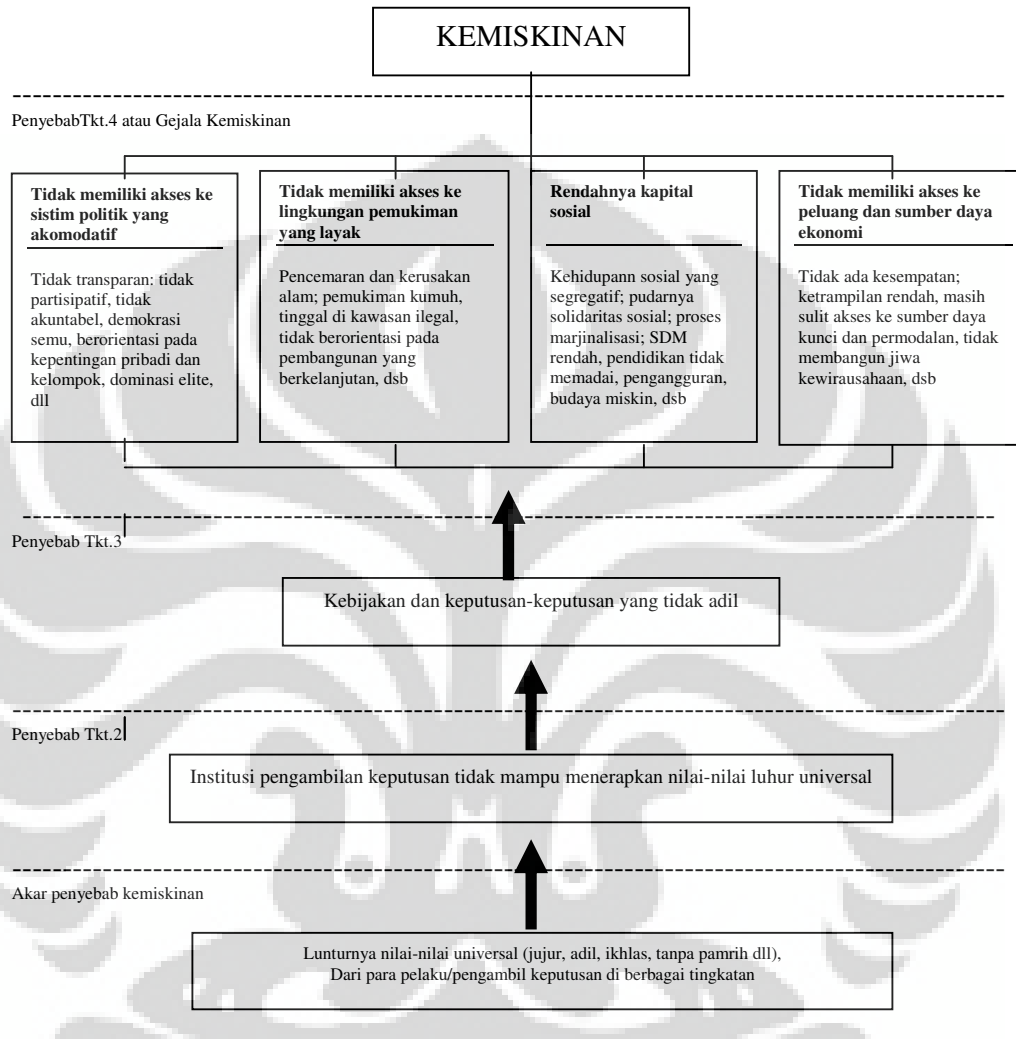 KEMISKINAN
PenyebabTkt.4 atau Gejala Kemiskinan
Tidak memiliki akses ke
sistim politik yang
akomodatif
Tidak transparan: tidak
partisipatif, tidak
akuntabel, demokrasi
semu, berorientasi pada
kepentingan pribadi dan
kelompok, dominasi elite,
dll
Tidak memiliki akses ke
lingkungan pemukiman
yang layak
Pencemaran dan kerusakan
alam; pemukiman kumuh,
tinggal di kawasan ilegal,
tidak berorientasi pada
pembangunan yang
berkelanjutan, dsb
Rendahnya kapital
sosial
Kehidupann sosial yang
segregatif; pudarnya
solidaritas sosial; proses
marjinalisasi; SDM
rendah, pendidikan tidak
memadai, pengangguran,
budaya miskin, dsb
Tidak memiliki akses ke
peluang dan sumber daya
ekonomi
Tidak ada kesempatan;
ketrampilan rendah, masih
sulit akses ke sumber daya
kunci dan permodalan, tidak
membangun jiwa
kewirausahaan, dsb
Penyebab Tkt.3
Kebijakan dan keputusan-keputusan yang tidak adil
Penyebab Tkt.2
Institusi pengambilan keputusan tidak mampu menerapkan nilai-nilai luhur universal
Akar penyebab kemiskinan
Lunturnya nilai-nilai universal (jujur, adil, ikhlas, tanpa pamrih dll),
Dari para pelaku/pengambil keputusan di berbagai tingkatan